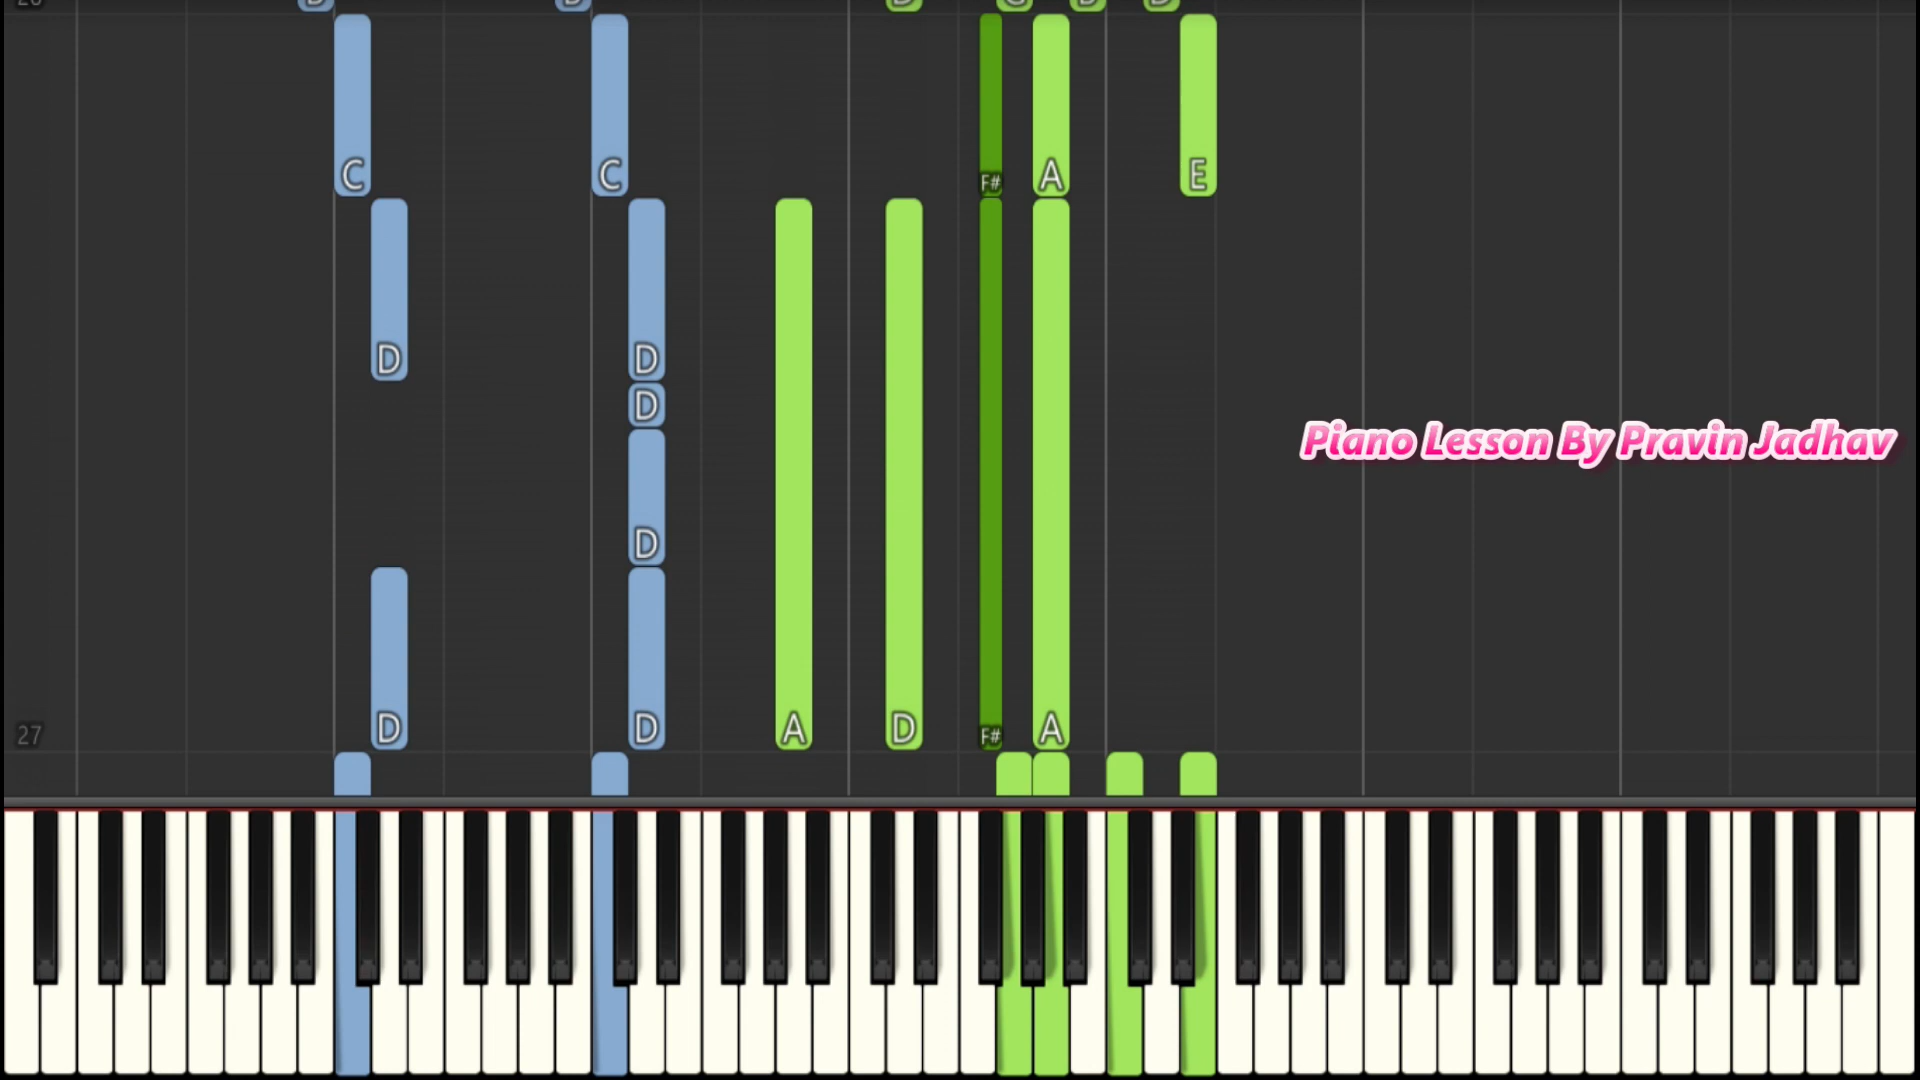 C C F# A E
D D
D
Piano Lesson By Pravin Jadhav
D
27 D D A D F# A